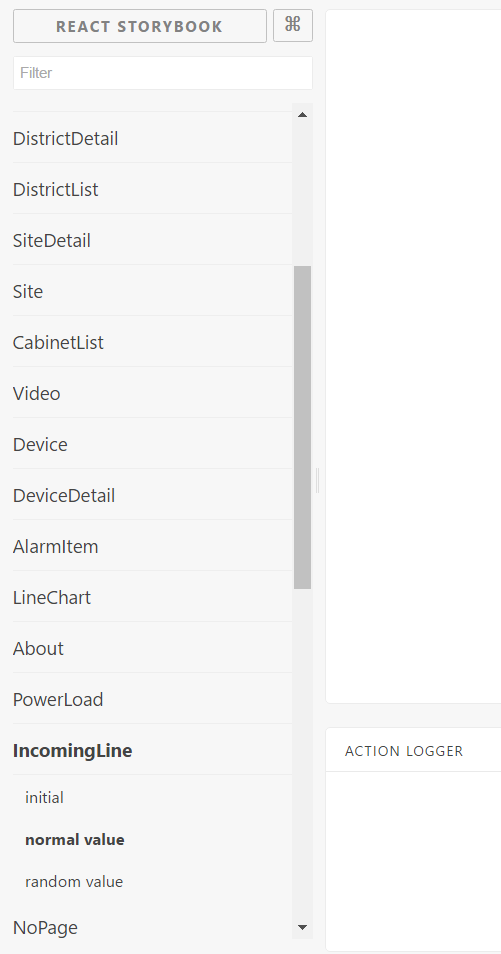 REACT STORYBOOK
⌘
Filter
DistrictDetail
DistrictList
SiteDetail
Site
CabinetList
Video
Device
DeviceDetail
AlarmItem
LineChart
About
PowerLoad
IncomingLine
initial
normal value
random value
NoPage
ACTION LOGGER